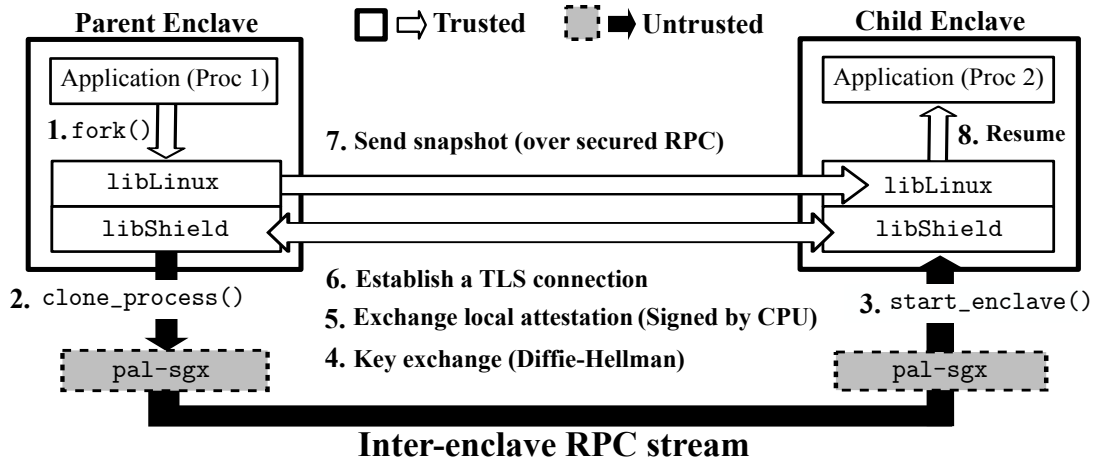 Parent Enclave
Trusted
Untrusted
Child Enclave
Application (Proc 1)
Application (Proc 2)
1. fork()
7. Send snapshot (over secured RPC)
8. Resume
libLinux
libLinux
libShield
libShield
6. Establish a TLS connection
2. clone_process()
3. start_enclave()
5. Exchange local attestation (Signed by CPU)
4. Key exchange (Diffie-Hellman)
pal-sgx
pal-sgx
Inter-enclave RPC stream